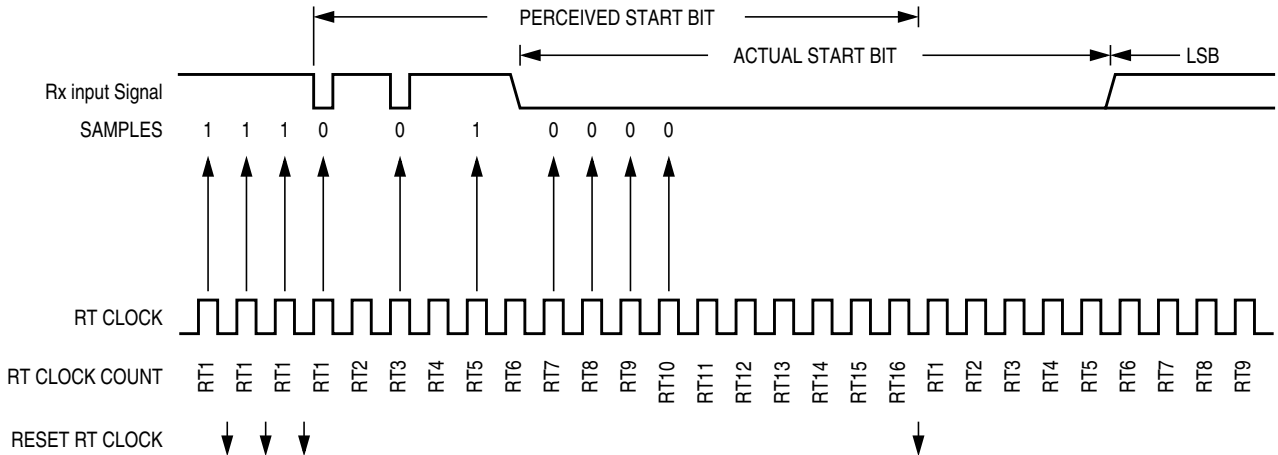 PERCEIVED START BIT
ACTUAL START BIT LSB
Rx input Signal
SAMPLES 1 1 1 0 0 1 0 0 0 0
RT CLOCK
RT CLOCK COUNT RT1 RT1 RT1 RT1 RT2 RT3 RT4 RT5 RT6 RT7 RT8 RT9 RT10 RT11 RT12 RT13 RT14 RT15 RT16 RT1 RT2 RT3 RT4 RT5 RT6 RT7 RT8 RT9
RESET RT CLOCK